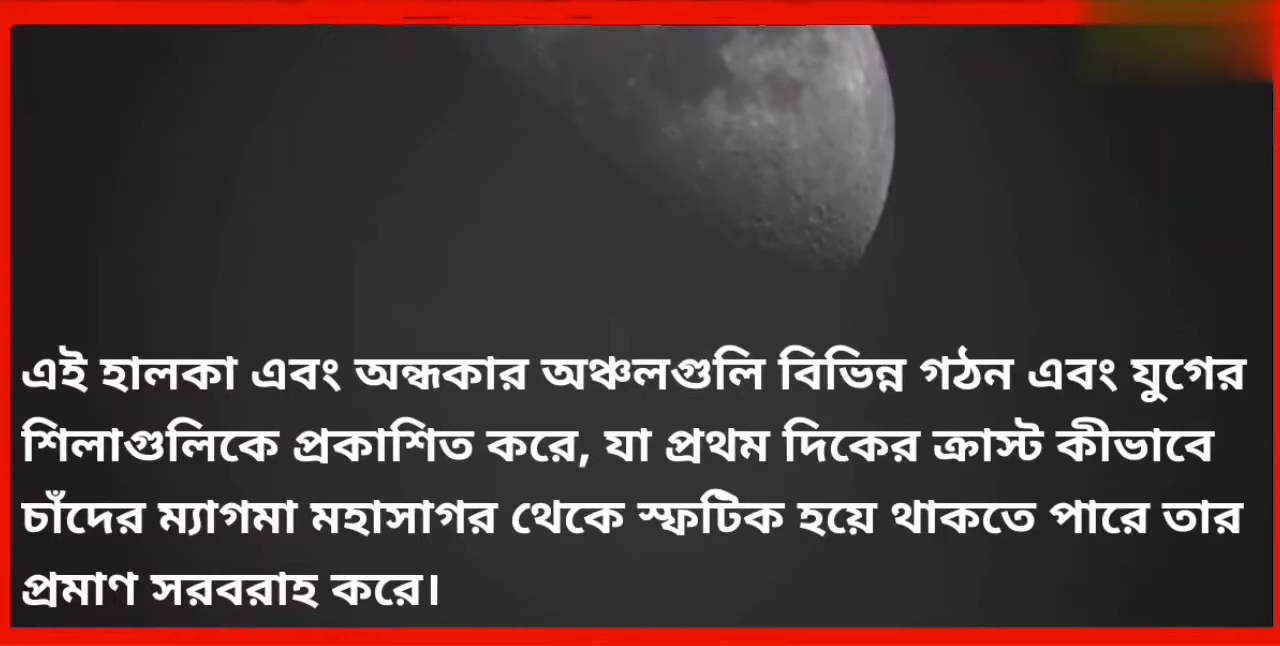 এই হালকা এবং অন্ধকার অঞ্চলগুলি বিভিন্ন গঠন এবং যুগের
শিলাগুলিকে প্রকাশিত করে, যা প্রথম দিকের ক্রাস্ট কীভাবে
চাঁদের ম্যাগমা মহাসাগর থেকে স্ফটিক হয়ে থাকতে পারে তার
প্রমাণ সরবরাহ করে।